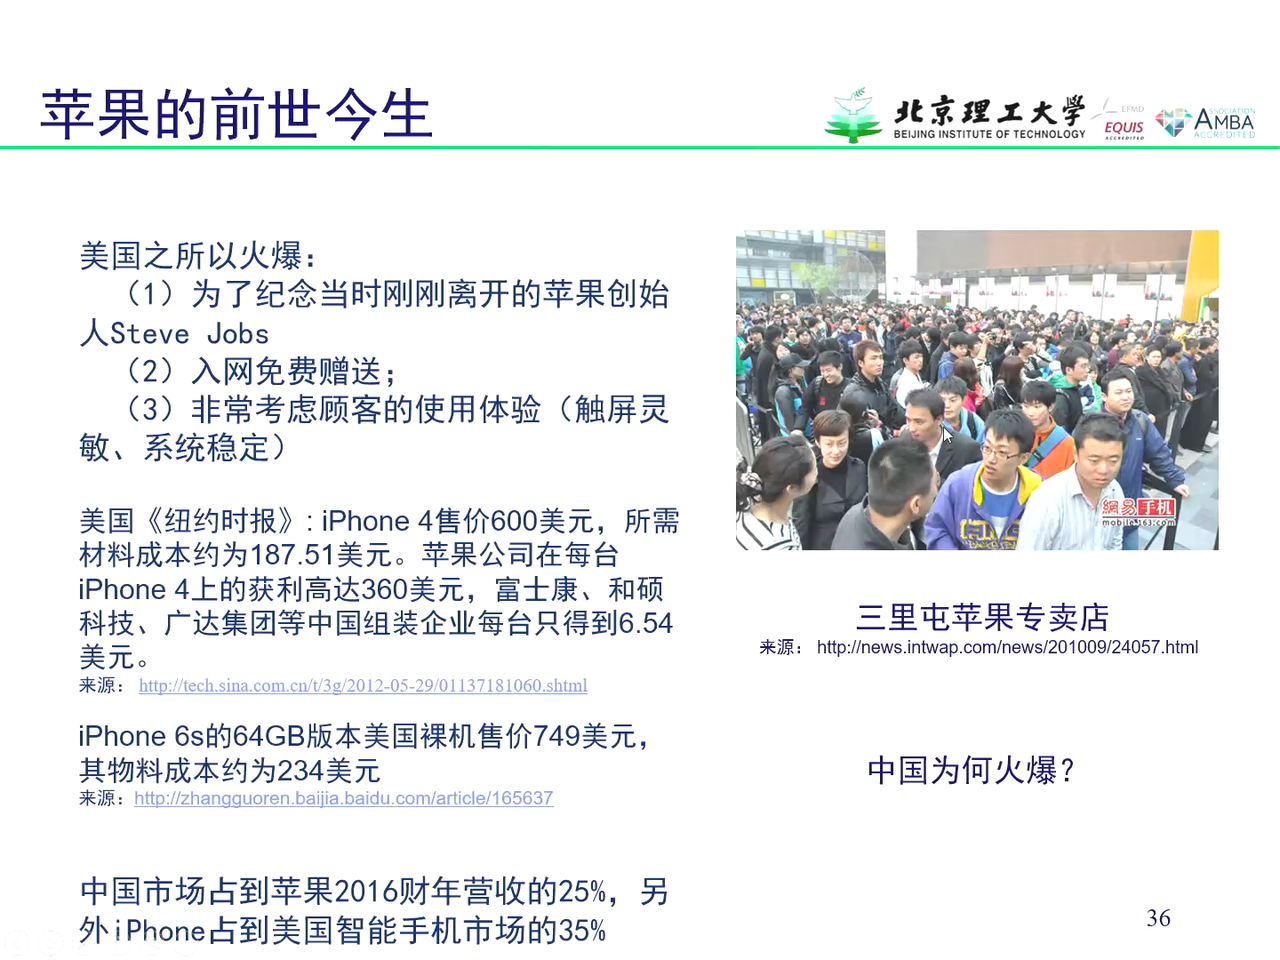 苹果的前世今生
北京理工大学
BEIJING INSTITUTE OF TECHNOLOGY
EFMD
EQUIS
ACCREDITED
ASSOCIATION
AMBA
ACCREDITED
美国之所以火爆：
（1）为了纪念当时刚刚离开的苹果创始
人Steve Jobs
（2）入网免费赠送；
（3）非常考虑顾客的使用体验（触屏灵
敏、系统稳定）
美国《纽约时报》: iPhone 4售价600美元，所需
材料成本约为187.51美元。苹果公司在每台
iPhone 4上的获利高达360美元，富士康、和硕
科技、广达集团等中国组装企业每台只得到6.54
美元。
来源： http://tech.sina.com.cn/t/3g/2012-05-29/01137181060.shtml
iPhone 6s的64GB版本美国裸机售价749美元，
其物料成本约为234美元
来源：http://zhangguoren.baijia.baidu.com/article/165637
中国市场占到苹果2016财年营收的25%，另
外iPhone占到美国智能手机市场的35%
網易手机
mobile.163.com
三里屯苹果专卖店
来源： http://news.intwap.com/news/201009/24057.html
中国为何火爆？
36